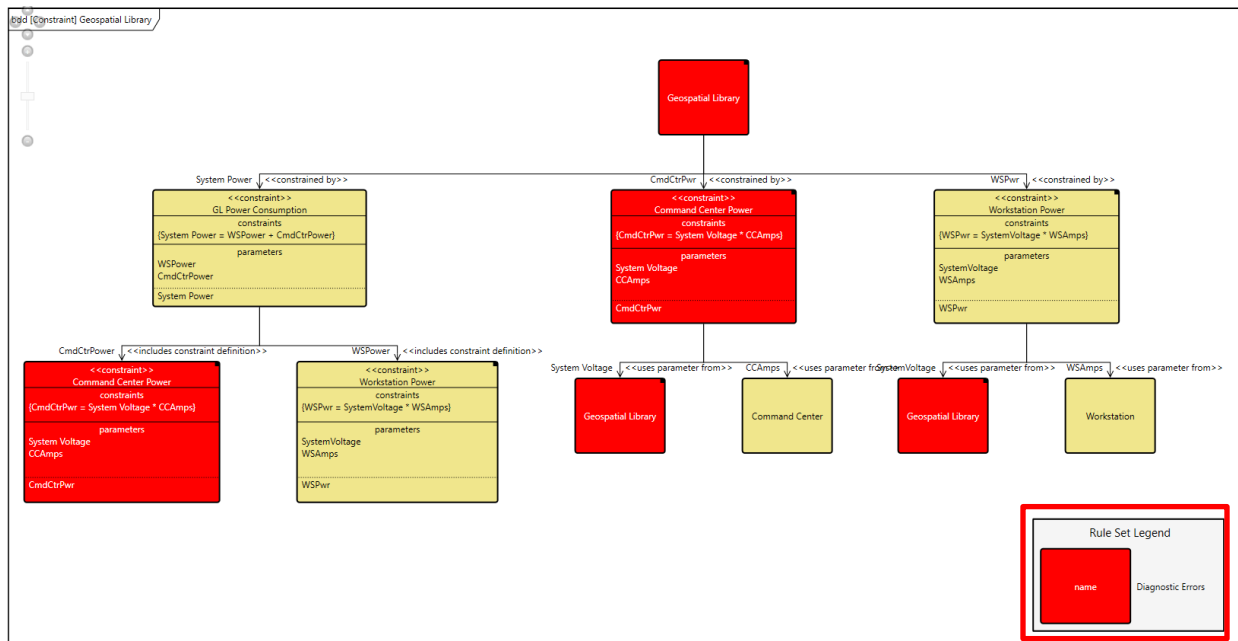 bdd [Constraint] Geospatial Library
Geospatial Library
System Power <<constrained by>>
CmdCtrPwr <<constrained by>>
WSPwr <<constrained by>>
<<constraint>>
GL Power Consumption
constraints
{System Power = WSPower + CmdCtrPower}
parameters
WSPower
CmdCtrPower
System Power
<<constraint>>
Command Center Power
constraints
{CmdCtrPwr = System Voltage * CCAmps}
parameters
System Voltage
CCAmps
CmdCtrPwr
<<constraint>>
Workstation Power
constraints
{WSPwr = SystemVoltage * WSAmps}
parameters
SystemVoltage
WSAmps
WSPwr
CmdCtrPower <<includes constraint definition>>
WSPower <<includes constraint definition>>
System Voltage <<uses parameter from>>
CCAmps <<uses parameter from>>
SystemVoltage <<uses parameter from>>
WSAmps <<uses parameter from>>
<<constraint>>
Command Center Power
constraints
{CmdCtrPwr = System Voltage * CCAmps}
parameters
System Voltage
CCAmps
CmdCtrPwr
<<constraint>>
Workstation Power
constraints
{WSPwr = SystemVoltage * WSAmps}
parameters
SystemVoltage
WSAmps
WSPwr
Geospatial Library
Command Center
Geospatial Library
Workstation
Rule Set Legend
name
Diagnostic Errors